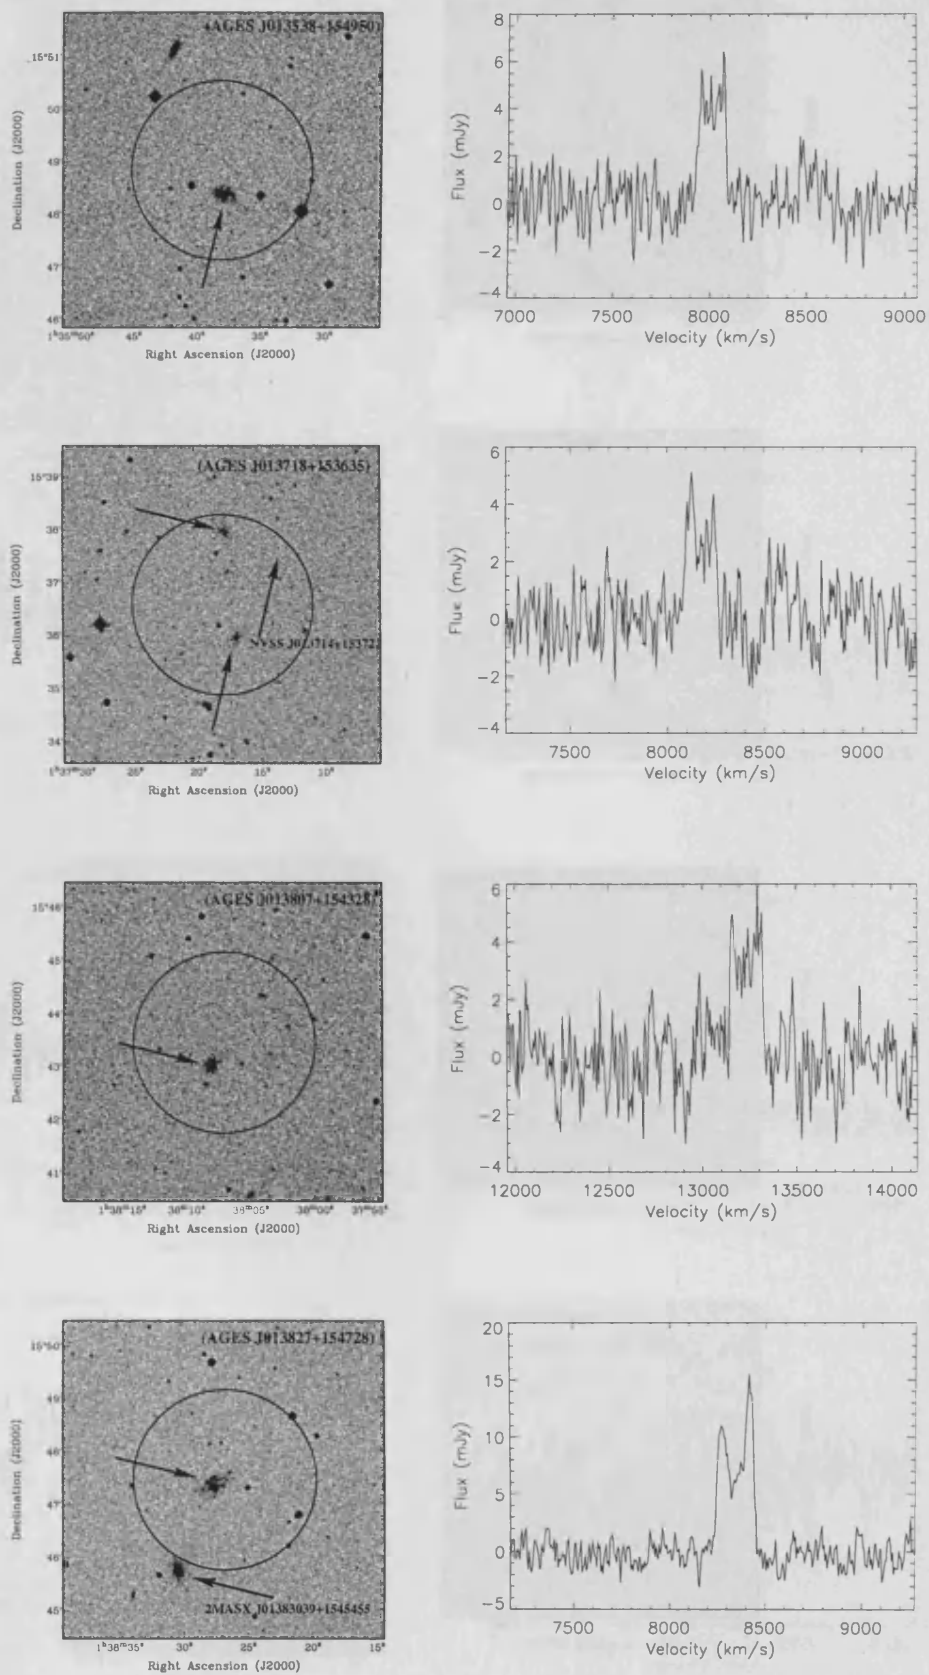 (AGES J013538+154950)
15°51'
50'
49'
48'
47'
46'
Declination (J2000)
1ʰ35ᵐ50ˢ 45ˢ 40ˢ 35ˢ 30ˢ
Right Ascension (J2000)
8
6
4
2
0
−2
−4
Flux (mJy)
7000 7500 8000 8500 9000
Velocity (km/s)
(AGES J013718+153635)
15°39'
38'
37'
36'
35'
34'
Declination (J2000)
NVSS J013714+153722
1ʰ37ᵐ30ˢ 25ˢ 20ˢ 15ˢ 10ˢ
Right Ascension (J2000)
6
4
2
0
−2
−4
Flux (mJy)
7500 8000 8500 9000
Velocity (km/s)
(AGES J013807+154328)
15°46'
45'
44'
43'
42'
41'
Declination (J2000)
1ʰ38ᵐ15ˢ 38ᵐ10ˢ 38ᵐ05ˢ 38ᵐ00ˢ 37ᵐ55ˢ
Right Ascension (J2000)
6
4
2
0
−2
−4
Flux (mJy)
12000 12500 13000 13500 14000
Velocity (km/s)
(AGES J013827+154728)
15°50'
49'
48'
47'
46'
45'
Declination (J2000)
2MASX J01383039+1545455
1ʰ38ᵐ35ˢ 30ˢ 25ˢ 20ˢ 15ˢ
Right Ascension (J2000)
20
15
10
5
0
−5
Flux (mJy)
7500 8000 8500 9000
Velocity (km/s)